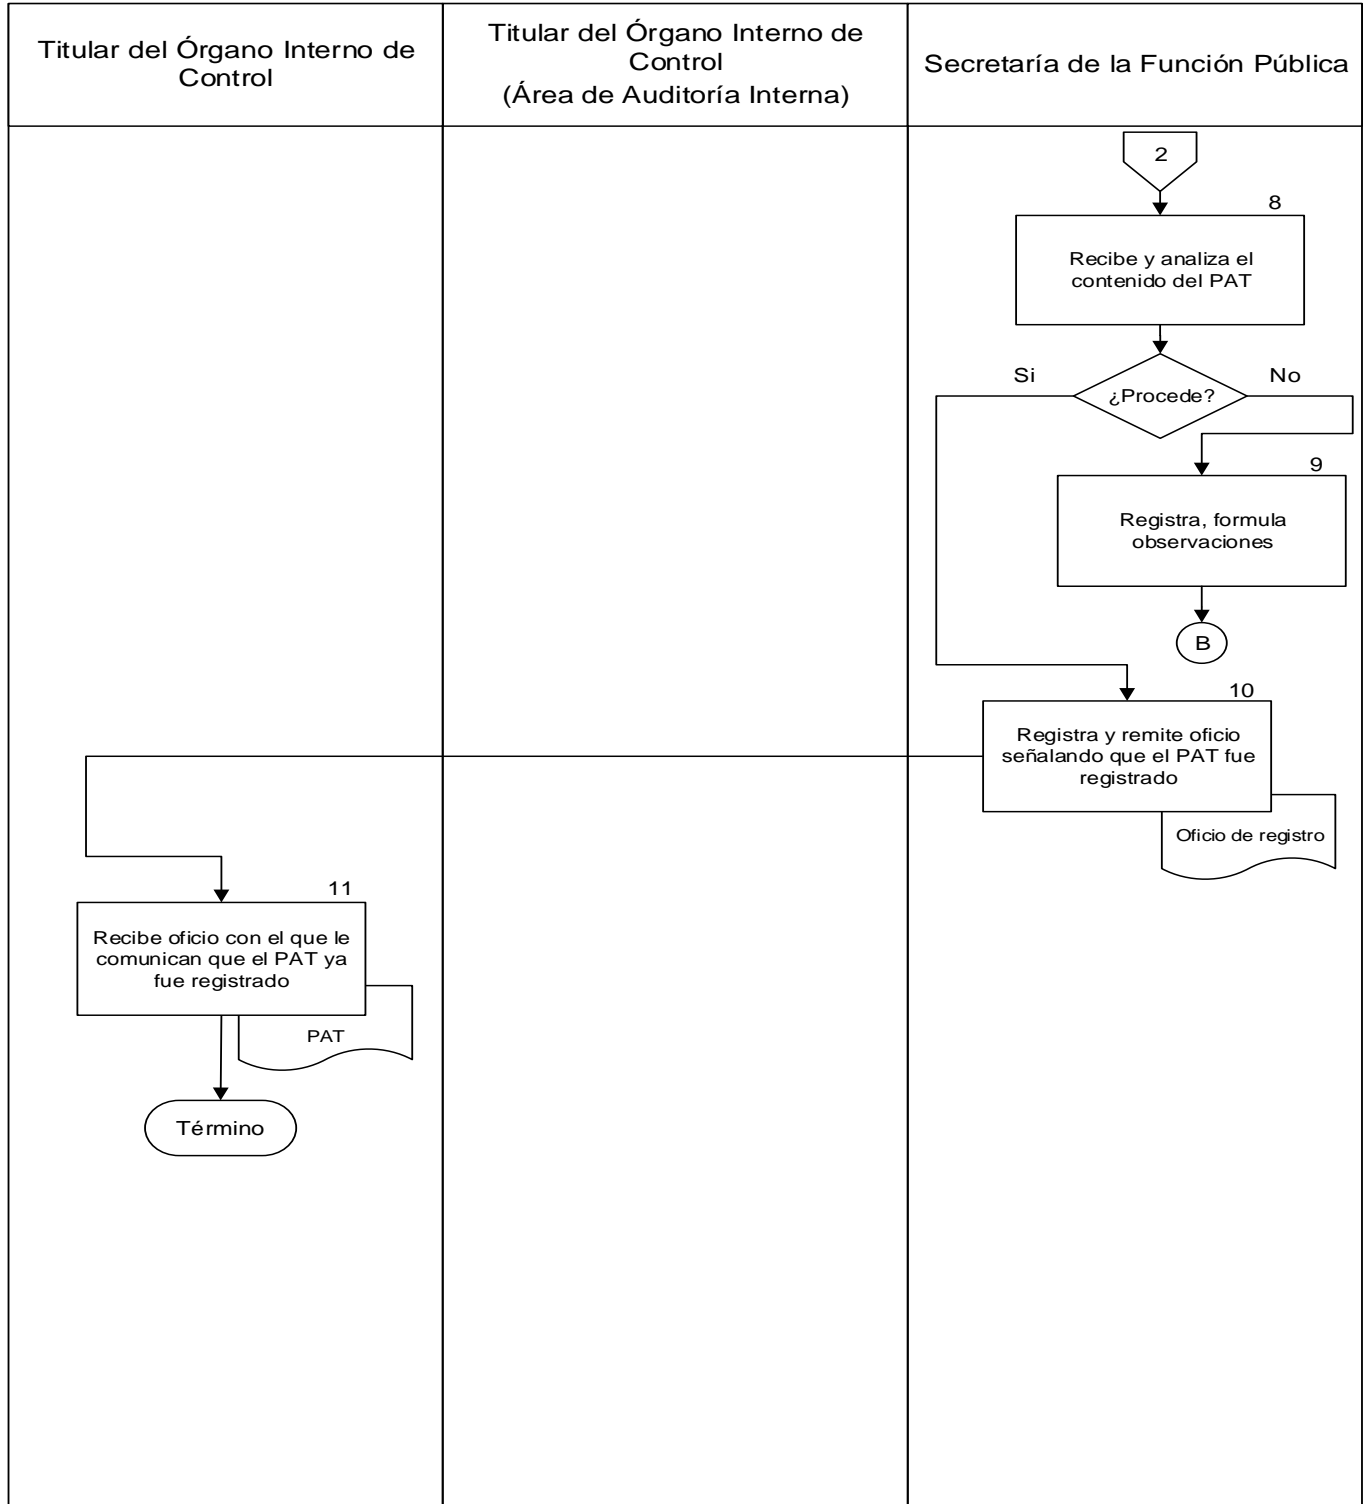 Titular del Órgano Interno de
Control
Titular del Órgano Interno de
Control
(Área de Auditoría Interna)
Secretaría de la Función Pública
2
8
Recibe y analiza el
contenido del PAT
Si
¿Procede?
No
9
Registra, formula
observaciones
B
10
Registra y remite oficio
señalando que el PAT fue
registrado
Oficio de registro
11
Recibe oficio con el que le
comunican que el PAT ya
fue registrado
PAT
Término